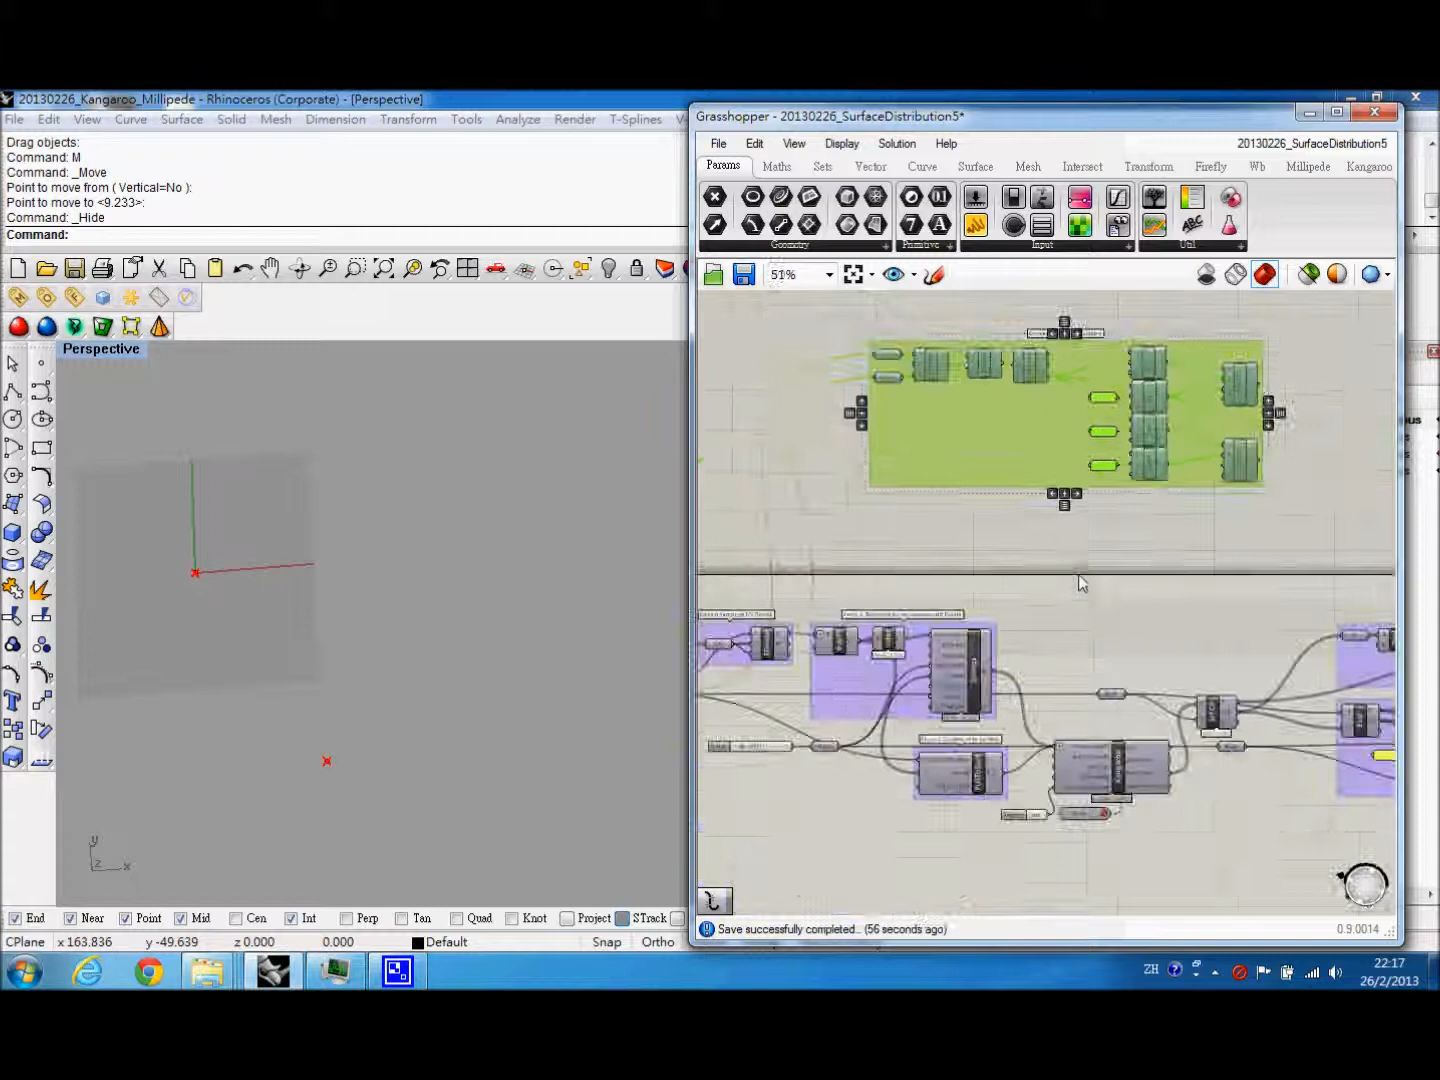 20130226_Kangaroo_Millipede - Rhinoceros (Corporate) - [Perspective]
File Edit View Curve Surface Solid Mesh Dimension Transform Tools Analyze Render T-Splines
Drag objects:
Command: M
Command: _Move
Point to move from ( Vertical=No ):
Point to move to <9.233>:
Command: _Hide
Command:
Perspective
y
z x
End Near Point Mid Cen Int Perp Tan Quad Knot Project STrack
CPlane x 163.836 y -49.639 z 0.000 0.000 Default Snap Ortho
Grasshopper - 20130226_SurfaceDistribution5*
File Edit View Display Solution Help 20130226_SurfaceDistribution5
Params Maths Sets Vector Curve Surface Mesh Intersect Transform Firefly Wb Millipede Kangaroo
Geometry Primitive Input Util
51%
Save successfully completed... (56 seconds ago) 0.9.0014
ZH 22:17
26/2/2013